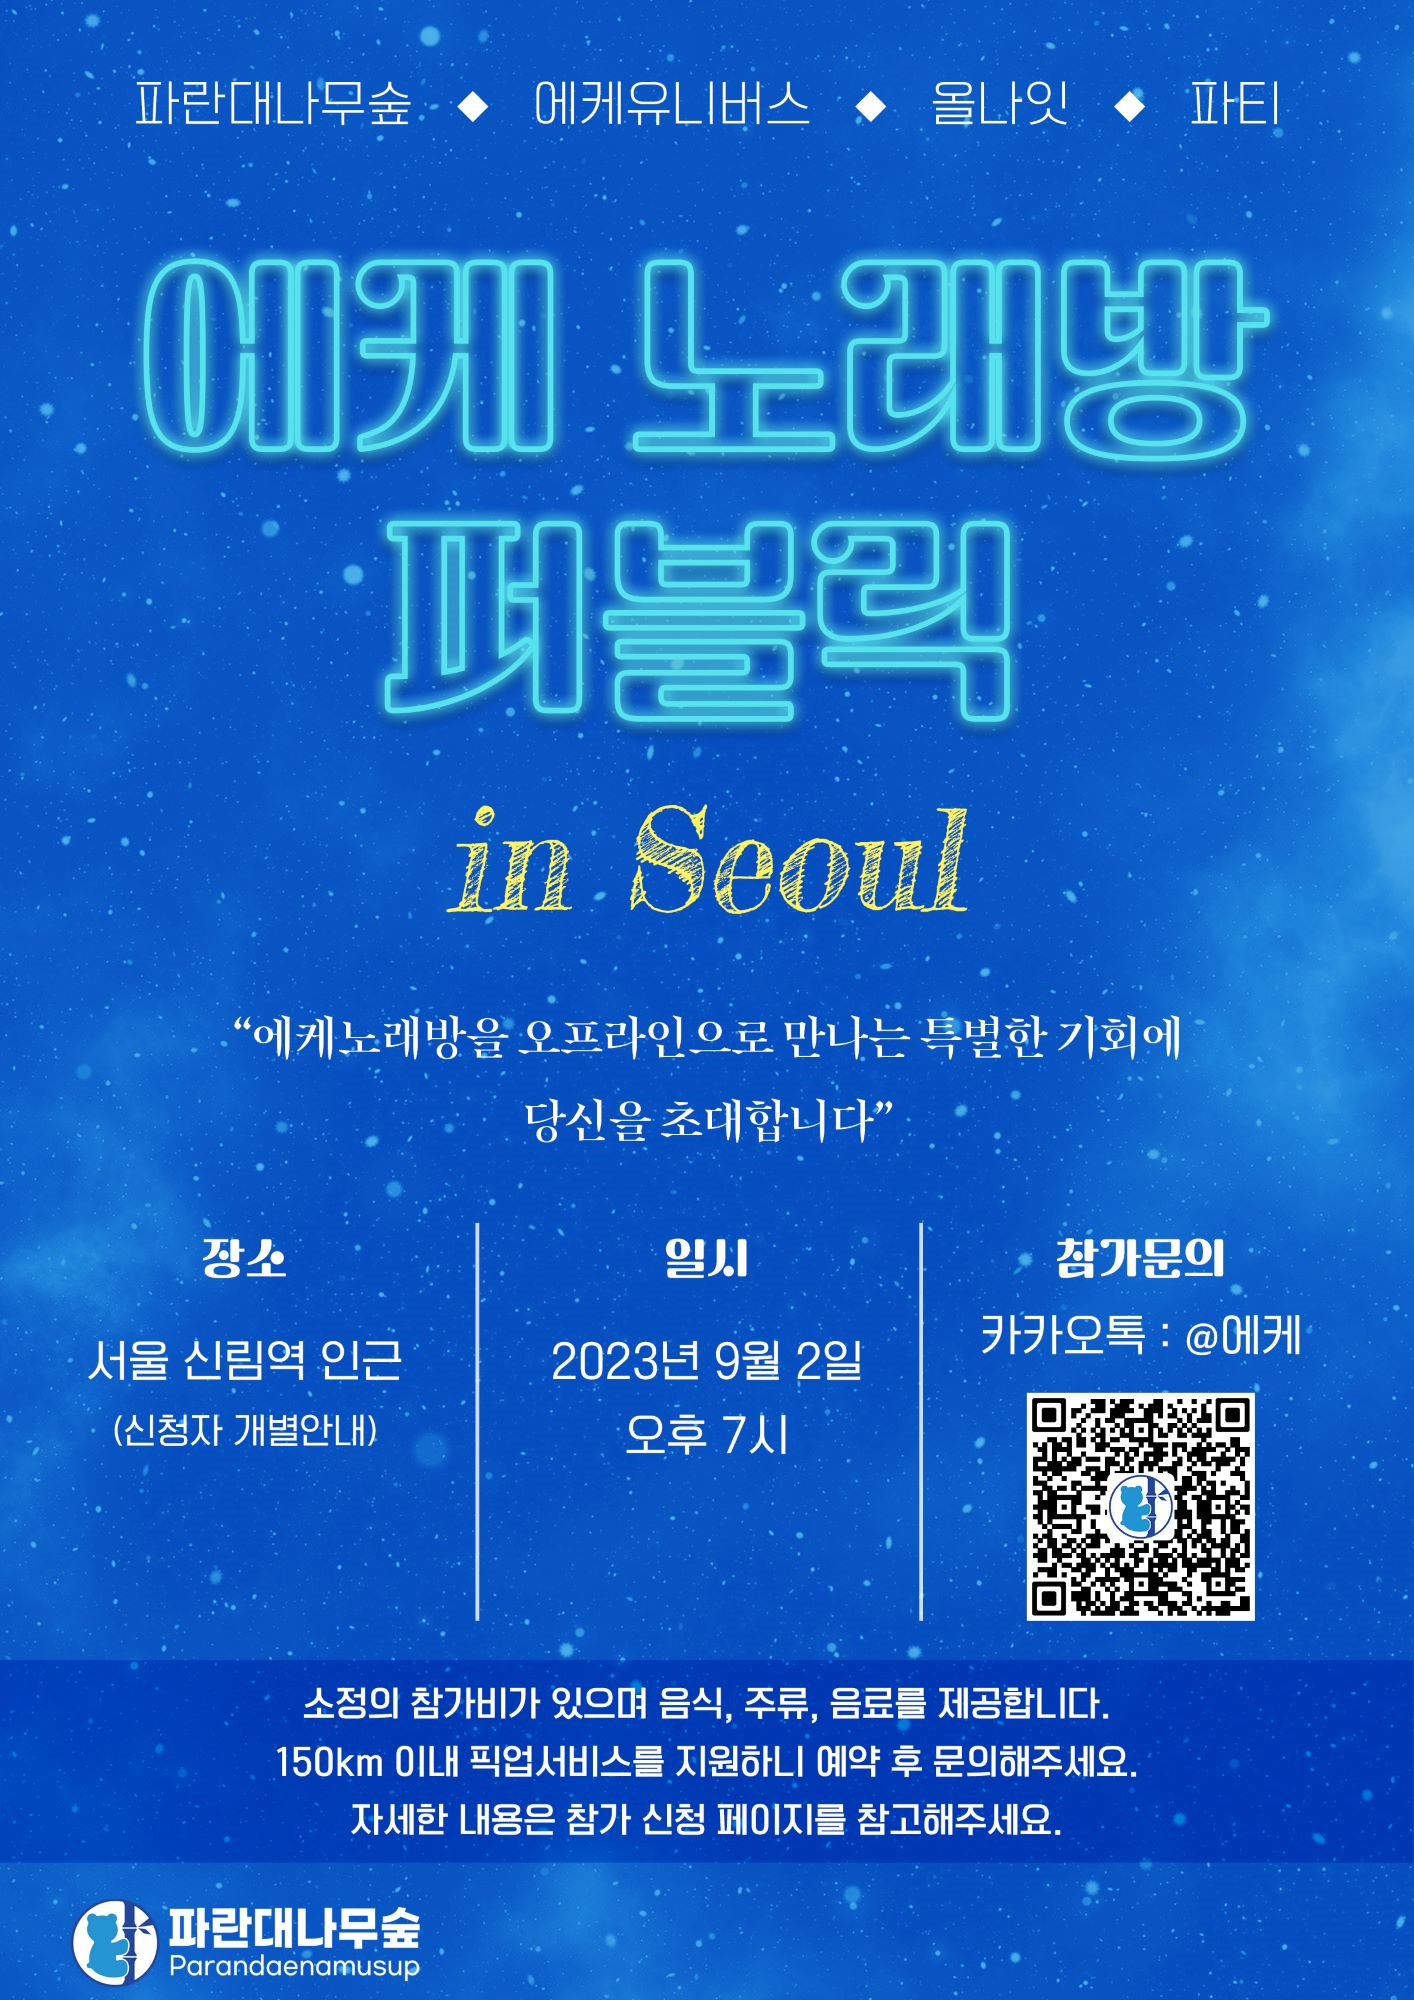 파란대나무숲 ◆ 에케유니버스 ◆ 올나잇 ◆ 파티
에케 노래방
퍼블릭
in Seoul
“에케노래방을 오프라인으로 만나는 특별한 기회에
당신을 초대합니다”
장소
서울 신림역 인근
(신청자 개별안내)
일시
2023년 9월 2일
오후 7시
참가문의
카카오톡 : @에케
소정의 참가비가 있으며 음식, 주류, 음료를 제공합니다.
150km 이내 픽업서비스를 지원하니 예약 후 문의해주세요.
자세한 내용은 참가 신청 페이지를 참고해주세요.
파란대나무숲
Parandaenamusup